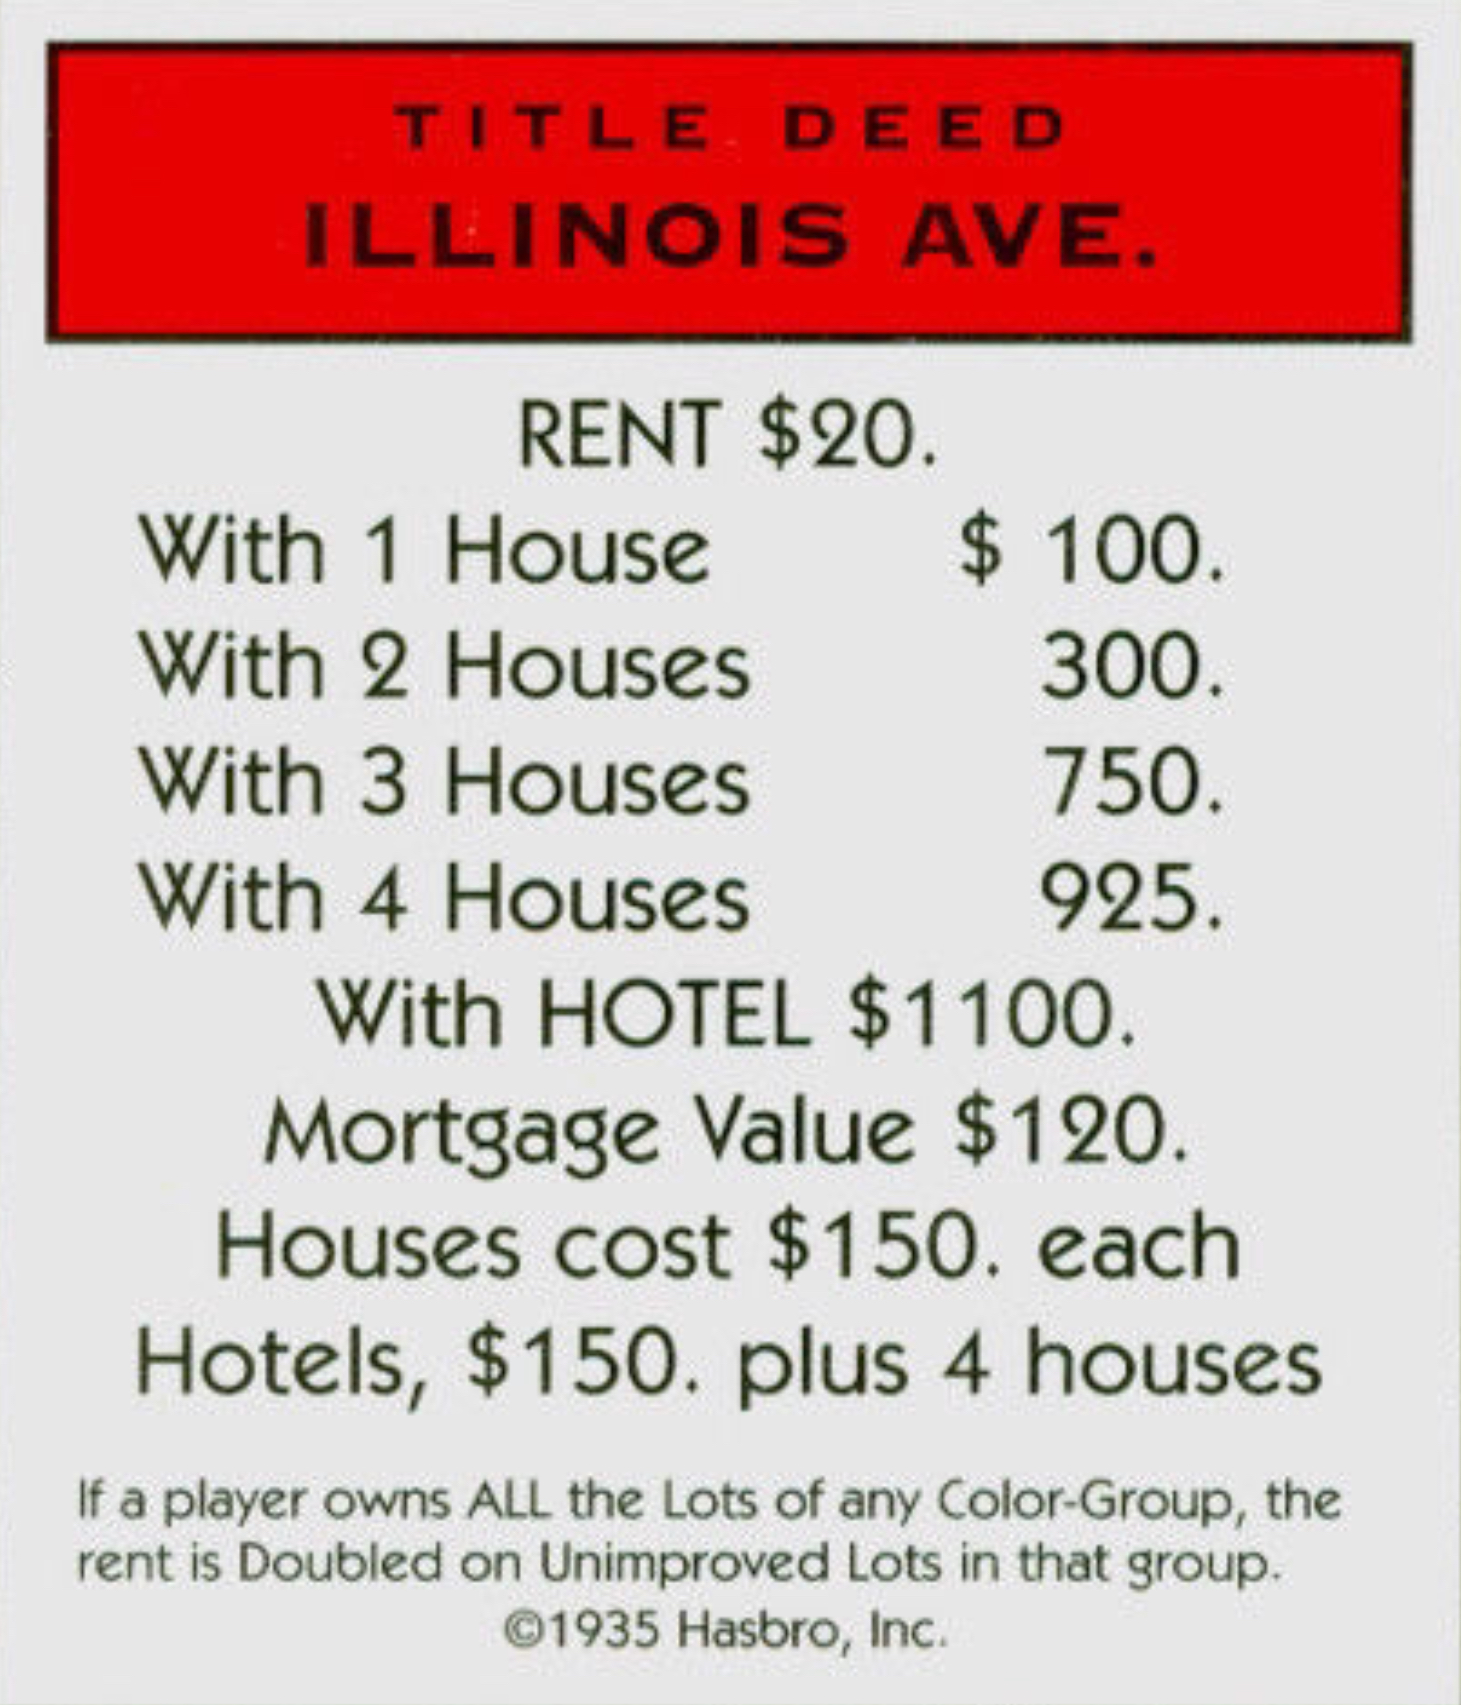 TITLE DEED
ILLINOIS AVE.
RENT $20.
With 1 House $ 100.
With 2 Houses 300.
With 3 Houses 750.
With 4 Houses 925.
With HOTEL $1100.
Mortgage Value $120.
Houses cost $150. each
Hotels, $150. plus 4 houses
If a player owns ALL the Lots of any Color-Group, the
rent is Doubled on Unimproved Lots in that group.
©1935 Hasbro, Inc.